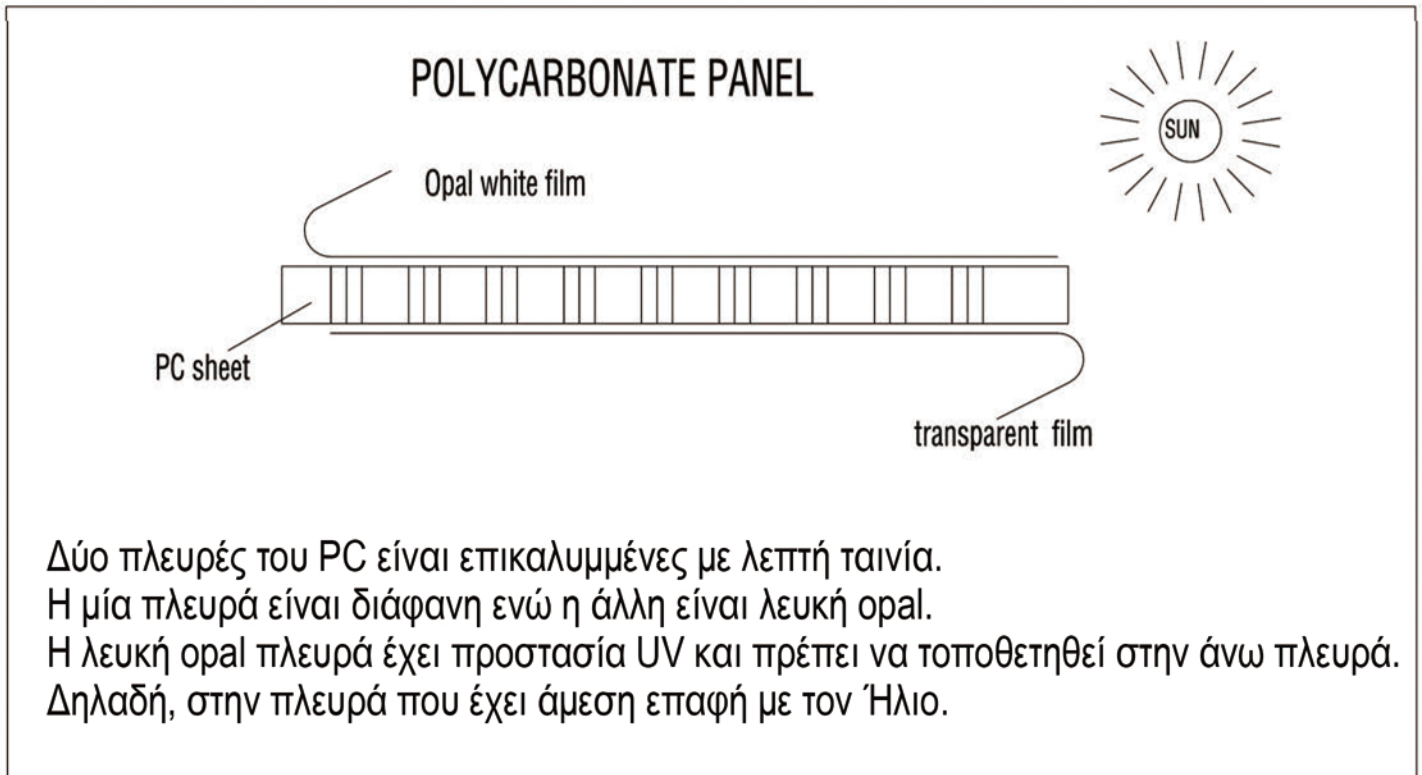 POLYCARBONATE PANEL
SUN
Opal white film
PC sheet
transparent film
Δύο πλευρές του PC είναι επικαλυμμένες με λεπτή ταινία.
Η μία πλευρά είναι διάφανη ενώ η άλλη είναι λευκή opal.
Η λευκή opal πλευρά έχει προστασία UV και πρέπει να τοποθετηθεί στην άνω πλευρά.
Δηλαδή, στην πλευρά που έχει άμεση επαφή με τον Ήλιο.